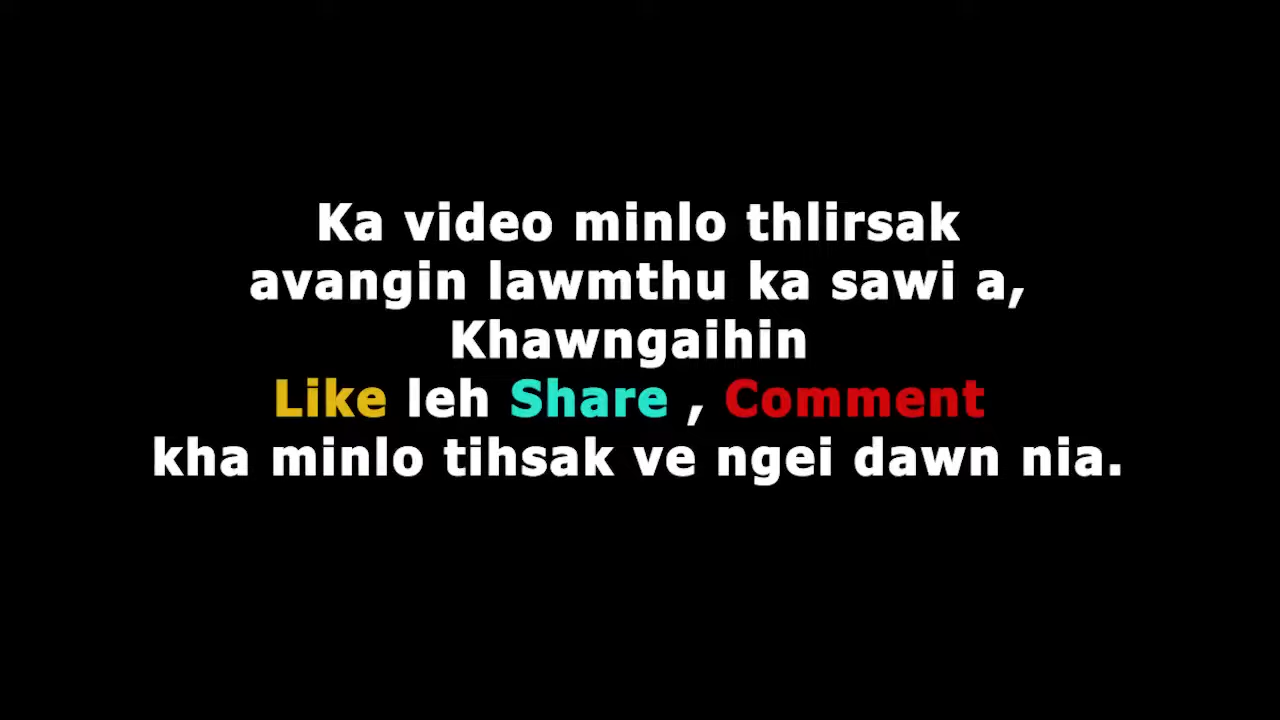 Ka video minlo thlirsak
avangin lawmthu ka sawi a,
Khawngaihin
Like leh Share , Comment
kha minlo tihsak ve ngei dawn nia.